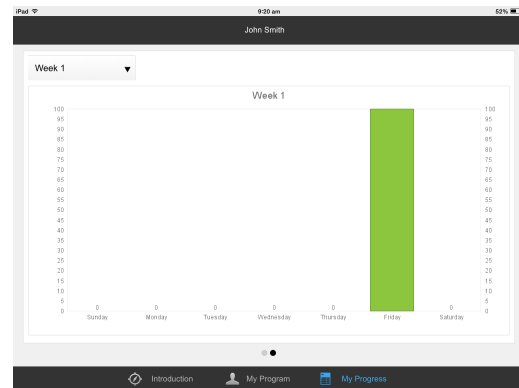 iPad 9:20 am 52%
John Smith
Week 1 ▼
Week 1
100 100
95 95
90 90
85 85
80 80
75 75
70 70
65 65
60 60
55 55
50 50
45 45
40 40
35 35
30 30
25 25
20 20
15 15
10 10
5 5
0 0 0 0 0 0 0 0
Sunday Monday Tuesday Wednesday Thursday Friday Saturday
Introduction My Program My Progress